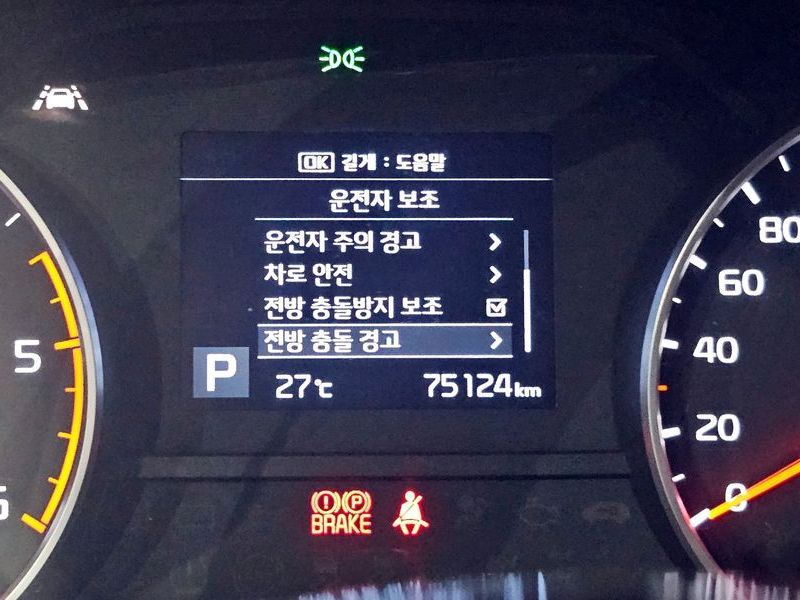 OK 길게 : 도움말
운전자 보조
운전자 주의 경고
차로 안전
전방 충돌방지 보조
전방 충돌 경고
P 27℃ 75124km
BRAKE
5
80
60
40
20
0